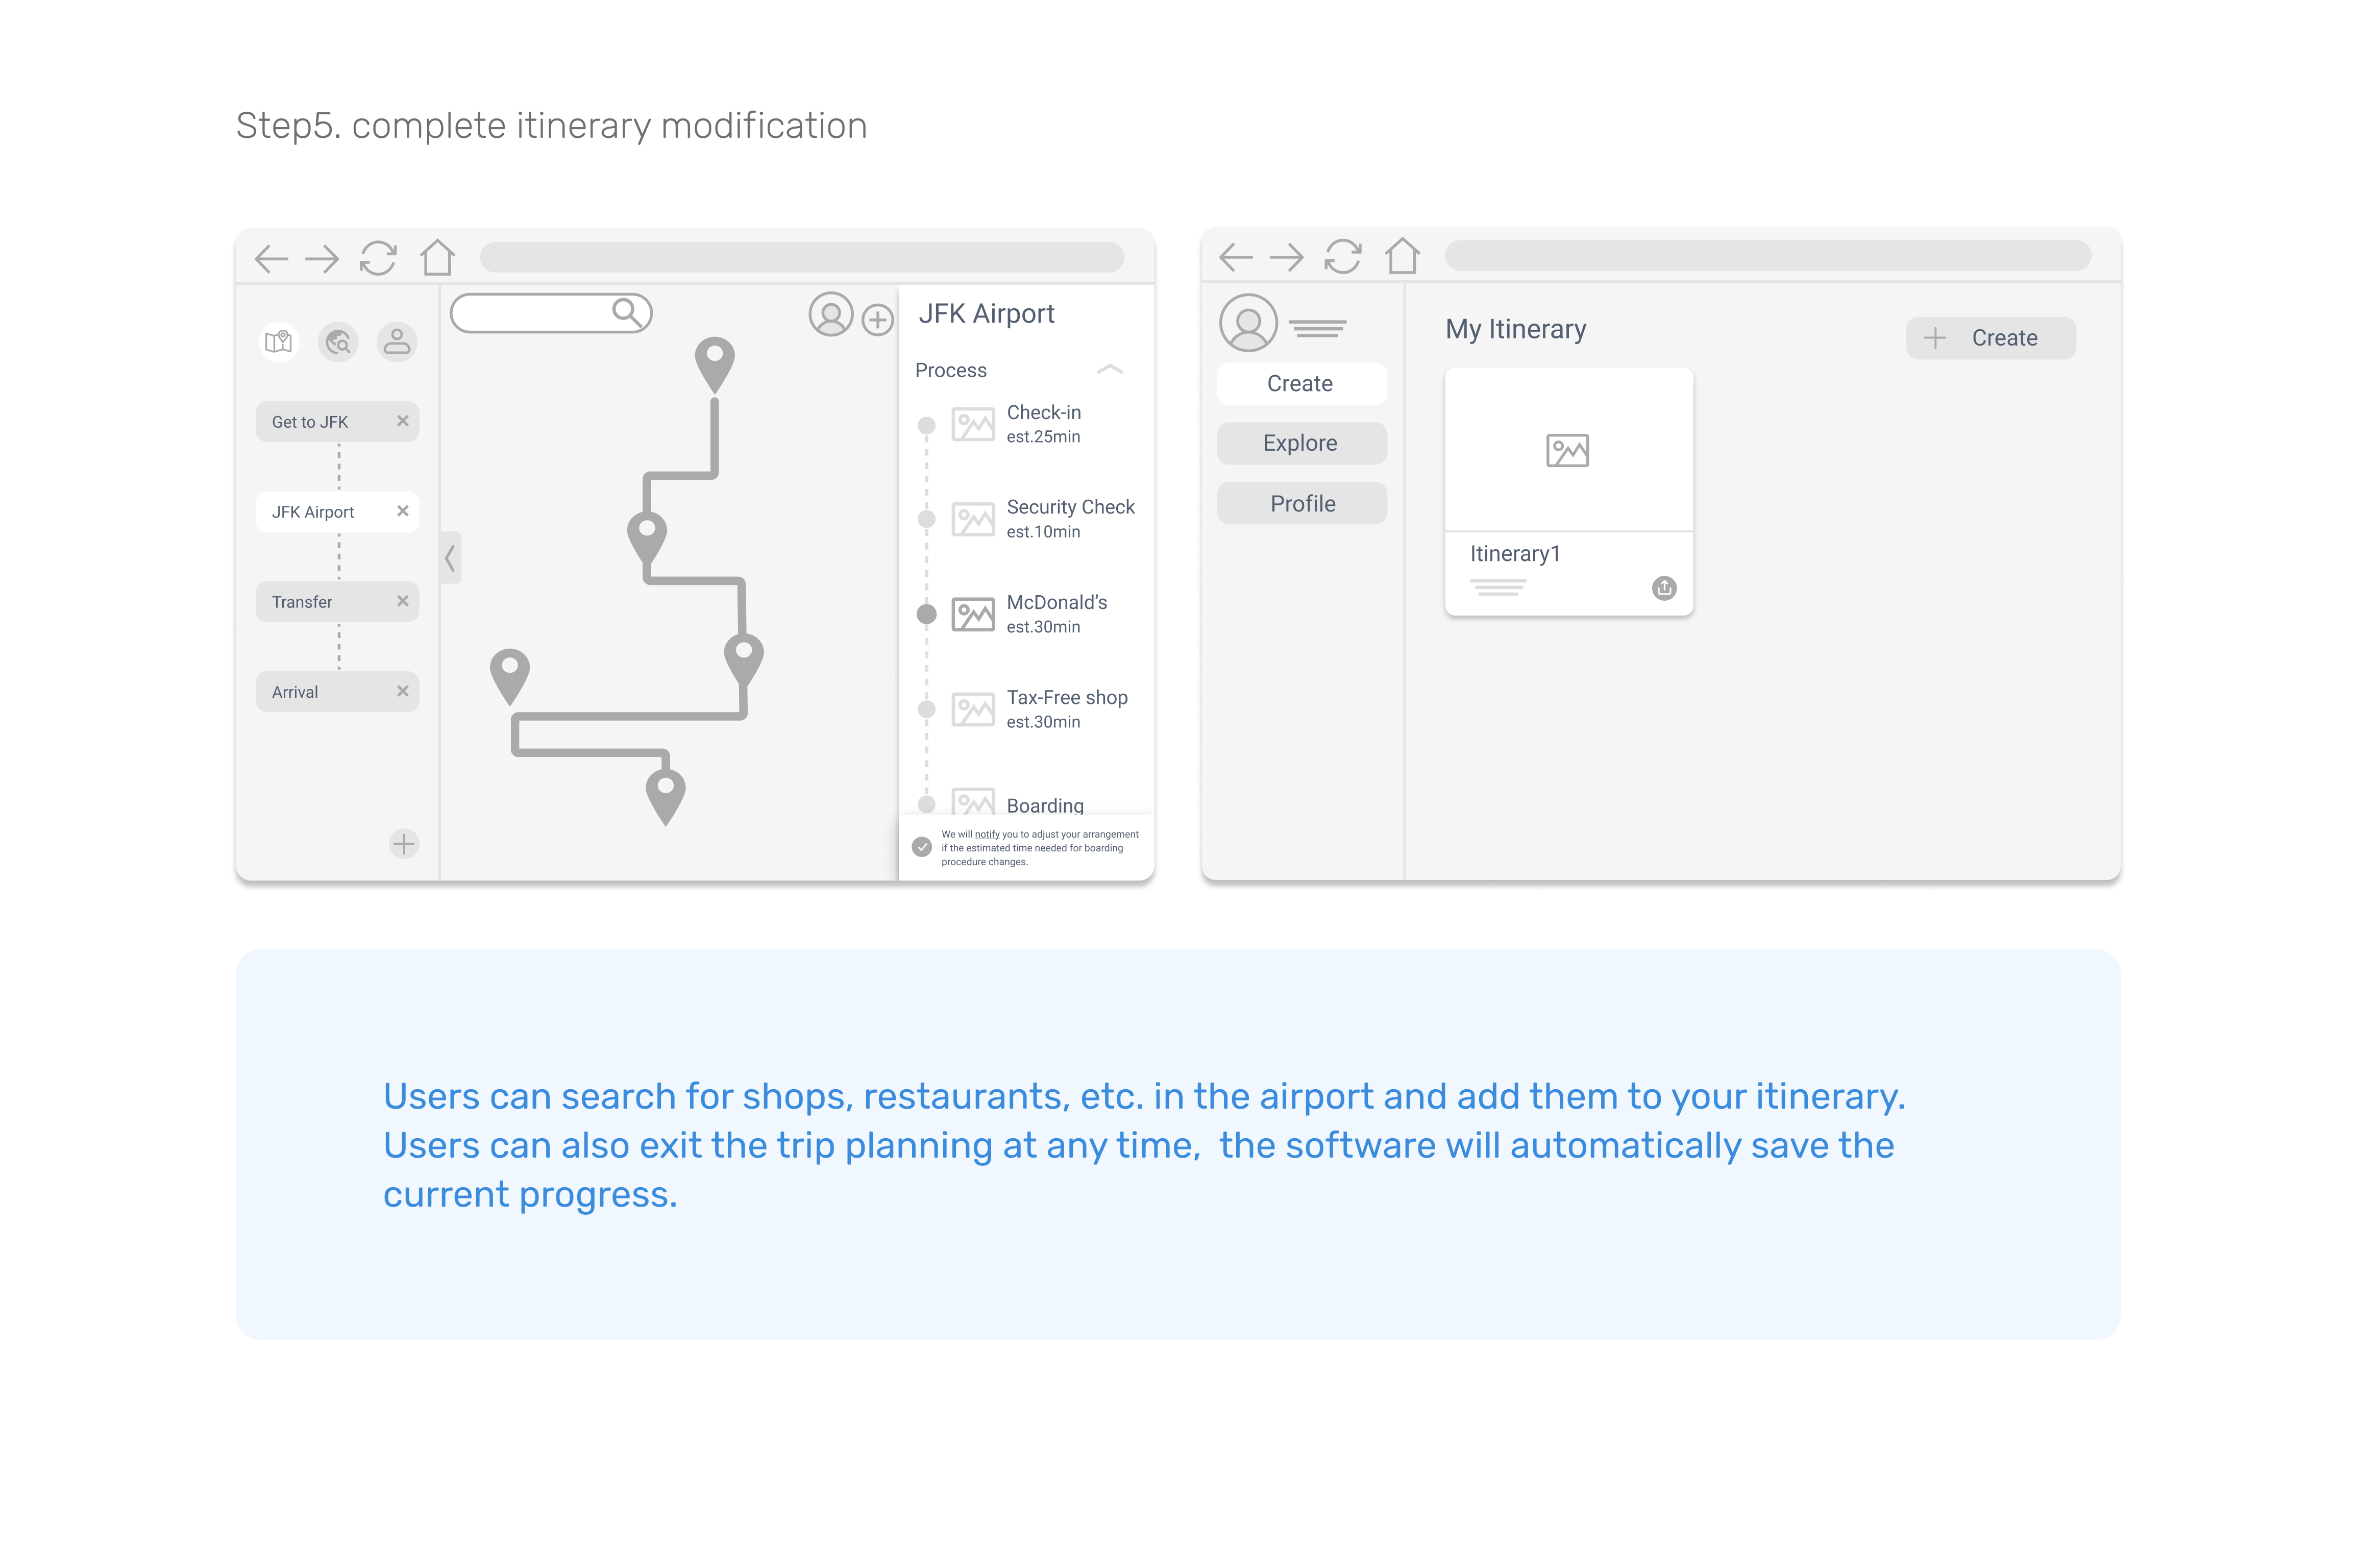 Step5. complete itinerary modification
Get to JFK
JFK Airport
Transfer
Arrival
JFK Airport
Process
Check-in
est.25min
Security Check
est.10min
McDonald’s
est.30min
Tax-Free shop
est.30min
Boarding
We will notify you to adjust your arrangement
if the estimated time needed for boarding
procedure changes.
Create
Explore
Profile
My Itinerary
Create
Itinerary1
Users can search for shops, restaurants, etc. in the airport and add them to your itinerary.
Users can also exit the trip planning at any time,  the software will automatically save the
current progress.